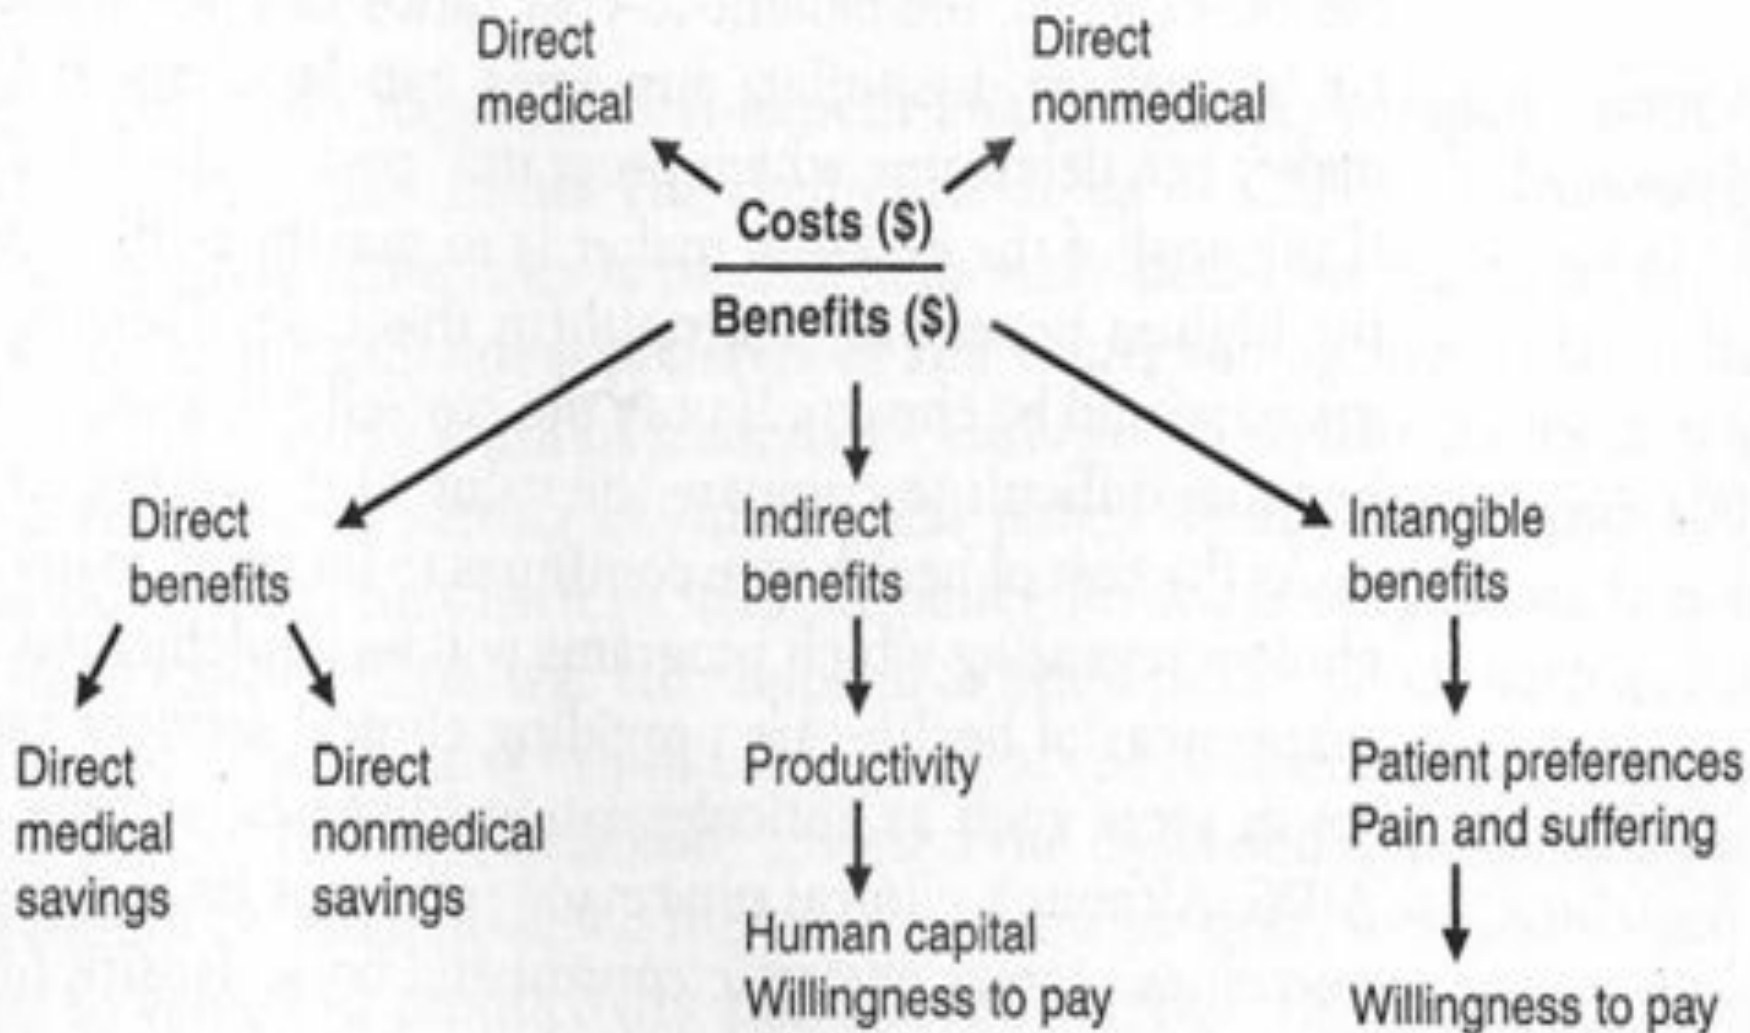 Direct
medical
Direct
nonmedical
Costs ($)
Benefits ($)
Direct
benefits
Indirect
benefits
Intangible
benefits
Direct
medical
savings
Direct
nonmedical
savings
Productivity
Patient preferences
Pain and suffering
Human capital
Willingness to pay
Willingness to pay